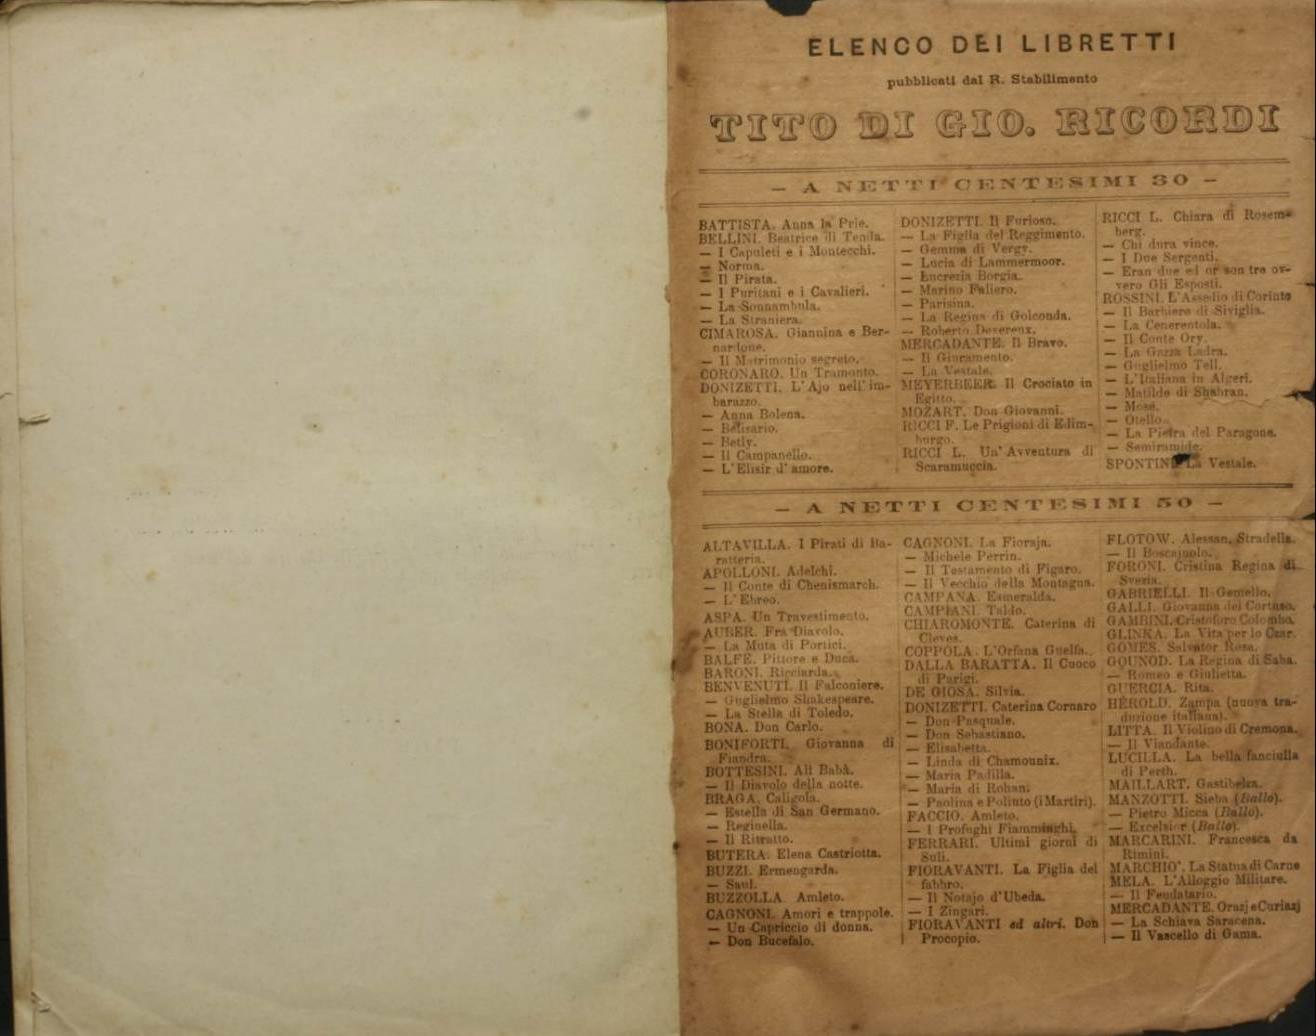 ELENCO DEI LIBRETTI
pubblicati dal R. Stabilimento
TITO DI GIO. RICORDI
— A NETTI CENTESIMI 30 —
BATTISTA. Anna la Prie.
BELLINI. Beatrice di Tenda.
— I Capuleti e i Montecchi.
— Norma.
— Il Pirata.
— I Puritani e i Cavalieri.
— La Sonnambula.
— La Straniera.
CIMAROSA. Giannina e Ber-
nardone.
— Il Matrimonio segreto.
CORONARO. Un Tramonto.
DONIZETTI. L'Ajo nell'im-
barazzo.
— Anna Bolena.
— Belisario.
— Betly.
— Il Campanello.
— L'Elisir d'amore.
DONIZETTI. Il Furioso.
— La Figlia del Reggimento.
— Gemma di Vergy.
— Lucia di Lammermoor.
— Lucrezia Borgia.
— Marino Faliero.
— Parisina.
— La Regina di Golconda.
— Roberto Devereux.
MERCADANTE. Il Bravo.
— Il Giuramento.
— La Vestale.
MEYERBEER. Il Crociato in
Egitto.
MOZART. Don Giovanni.
RICCI F. Le Prigioni di Edim-
burgo.
RICCI L. Un'Avventura di
Scaramuccia.
RICCI L. Chiara di Rosem-
berg.
— Chi dura vince.
— I Due Sergenti.
— Eran due ed or son tre ov-
vero Gli Esposti.
ROSSINI. L'Assedio di Corinto
— Il Barbiere di Siviglia.
— La Cenerentola.
— Il Conte Ory.
— La Gazza Ladra.
— Guglielmo Tell.
— L'Italiana in Algeri.
— Matilde di Shabran.
— Mosè.
— Otello.
— La Pietra del Paragone.
— Semiramide.
SPONTINI. La Vestale.
— A NETTI CENTESIMI 50 —
ALTAVILLA. I Pirati di Ba-
ratteria.
APOLLONI. Adelchi.
— Il Conte di Chenismarch.
— L'Ebreo.
ASPA. Un Travestimento.
AUBER. Fra Diavolo.
— La Muta di Portici.
BALFE. Pittore e Duca.
BARONI. Ricciarda.
BENVENUTI. Il Falconiere.
— Guglielmo Shakespeare.
— La Stella di Toledo.
BONA. Don Carlo.
BONIFORTI. Giovanna di
Fiandra.
BOTTESINI. Alì Babà.
— Il Diavolo della notte.
BRAGA. Caligola.
— Estella di San Germano.
— Reginella.
— Il Ritratto.
BUTERA. Elena Castriotta.
BUZZI. Ermengarda.
— Saul.
BUZZOLLA. Amleto.
CAGNONI. Amori e trappole.
— Un Capriccio di donna.
— Don Bucefalo.
CAGNONI. La Fioraja.
— Michele Perrin.
— Il Testamento di Figaro.
— Il Vecchio della Montagna.
CAMPANA. Esmeralda.
CAMPIANI. Taldo.
CHIAROMONTE. Caterina di
Cleves.
COPPOLA. L'Orfana Guelfa.
DALLA BARATTA. Il Cuoco
di Parigi.
DE GIOSA. Silvia.
DONIZETTI. Caterina Cornaro
— Don Pasquale.
— Don Sebastiano.
— Elisabetta.
— Linda di Chamounix.
— Maria Padilla.
— Maria di Rohan.
— Paolina e Poliuto (i Martiri).
FACCIO. Amleto.
— I Profughi Fiamminghi.
FERRARI. Ultimi giorni di
Suli.
FIORAVANTI. La Figlia del
fabbro.
— Il Notajo d'Ubeda.
— I Zingari.
FIORAVANTI ed altri. Don
Procopio.
FLOTOW. Alessan. Stradella.
— Il Boscajuolo.
FORONI. Cristina Regina di
Svezia.
GABRIELLI. Il Gemello.
GALLI. Giovanna dei Cortuso.
GAMBINI. Cristoforo Colombo.
GLINKA. La Vita per lo Czar.
GOMES. Salvator Rosa.
GOUNOD. La Regina di Saba.
— Romeo e Giulietta.
GUERCIA. Rita.
HÉROLD. Zampa (nuova tra-
duzione italiana).
LITTA. Il Violino di Cremona.
— Il Viandante.
LUCILLA. La bella fanciulla
di Perth.
MAILLART. Gastibelza.
MANZOTTI. Sieba (Ballo).
— Pietro Micca (Ballo).
— Excelsior (Ballo).
MARCARINI. Francesca da
Rimini.
MARCHIO'. La Statua di Carne
MELA. L'Alloggio Militare.
— Il Feudatario.
MERCADANTE. Orazj e Curiazj
— La Schiava Saracena.
— Il Vascello di Gama.